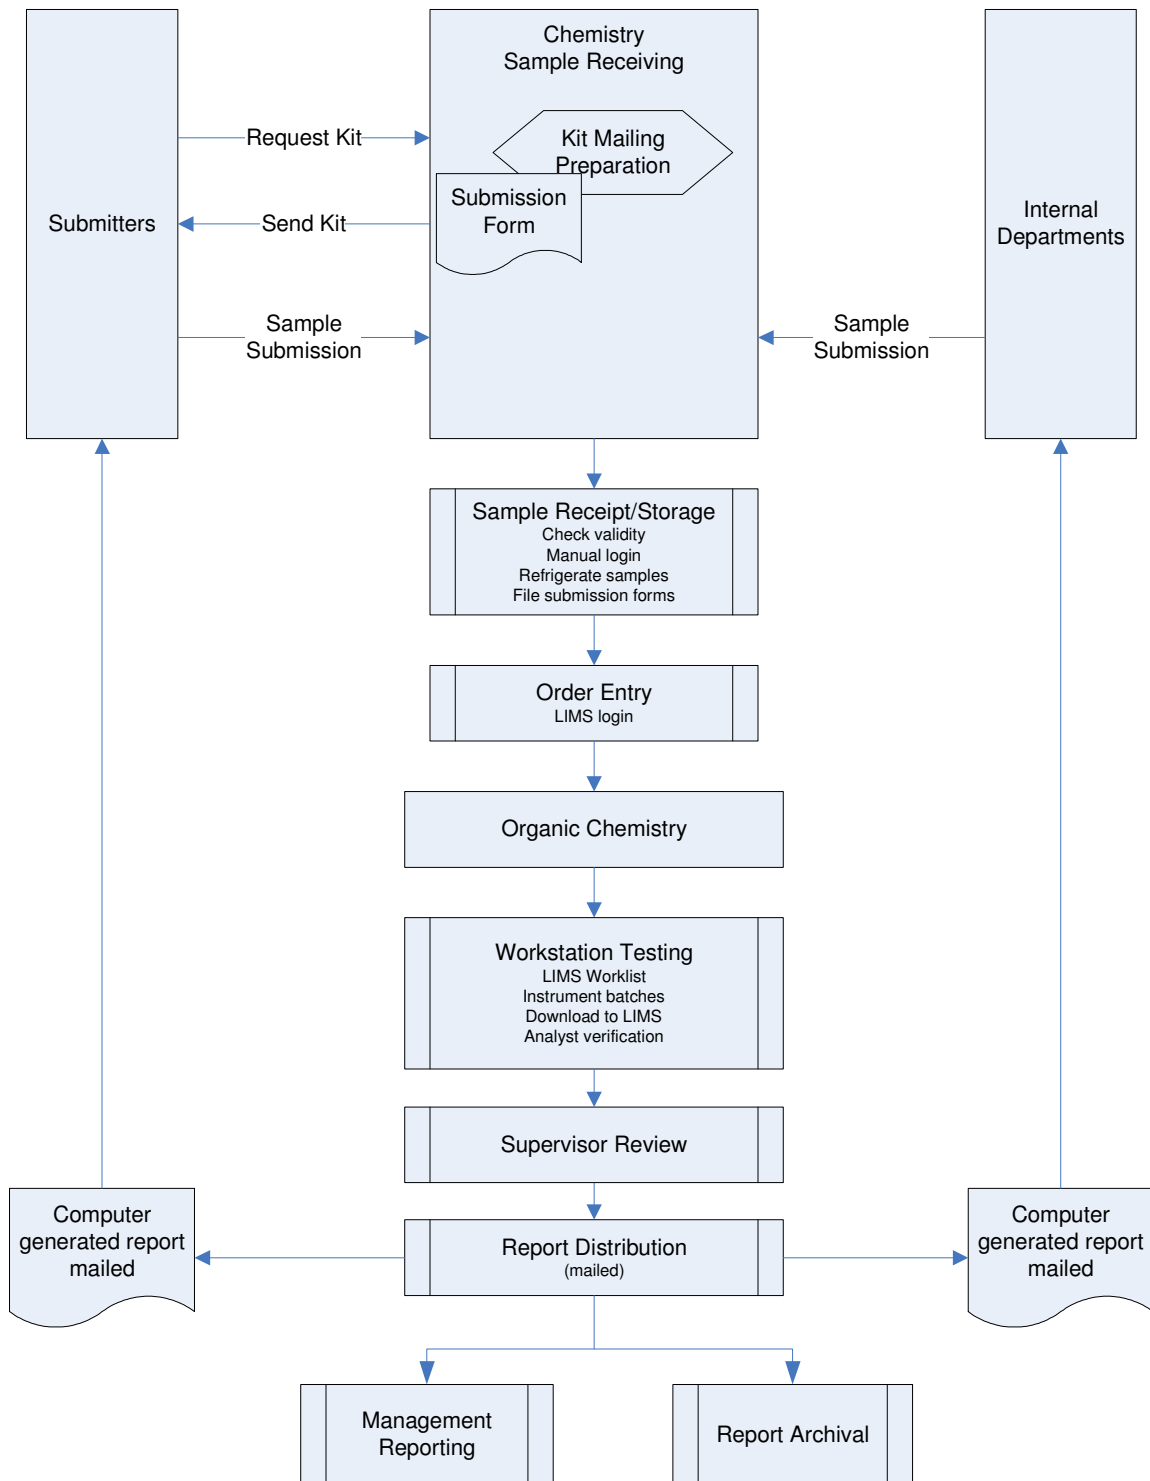 Chemistry
Sample Receiving
Request Kit
Kit Mailing
Preparation
Submitters
Send Kit
Submission
Form
Internal
Departments
Sample
Submission
Sample
Submission
Sample Receipt/Storage
Check validity
Manual login
Refrigerate samples
File submission forms
Order Entry
LIMS login
Organic Chemistry
Workstation Testing
LIMS Worklist
Instrument batches
Download to LIMS
Analyst verification
Supervisor Review
Computer
generated report
mailed
Report Distribution
(mailed)
Computer
generated report
mailed
Management
Reporting
Report Archival